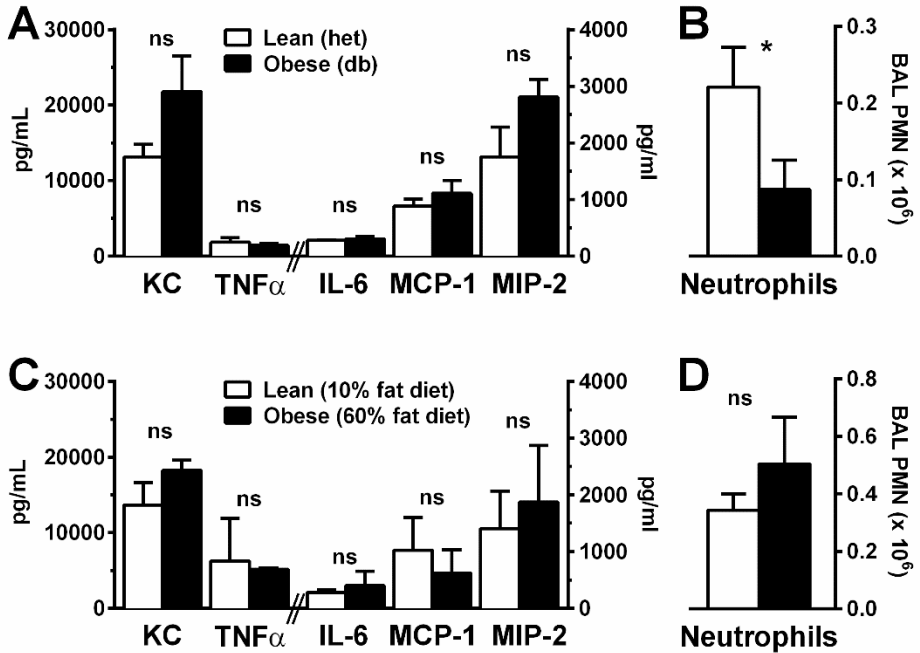 A
30000
20000
10000
0
pg/mL
ns
Lean (het)
Obese (db)
ns
ns
ns
ns
4000
3000
2000
1000
0
pg/ml
KC TNFα IL-6 MCP-1 MIP-2
B
*
0.3
0.2
0.1
0.0
BAL PMN (x 10⁶)
Neutrophils
C
30000
20000
10000
0
pg/mL
ns
Lean (10% fat diet)
Obese (60% fat diet)
ns
ns
ns
ns
4000
3000
2000
1000
0
pg/ml
KC TNFα IL-6 MCP-1 MIP-2
D
ns
0.8
0.6
0.4
0.2
0.0
BAL PMN (x 10⁶)
Neutrophils